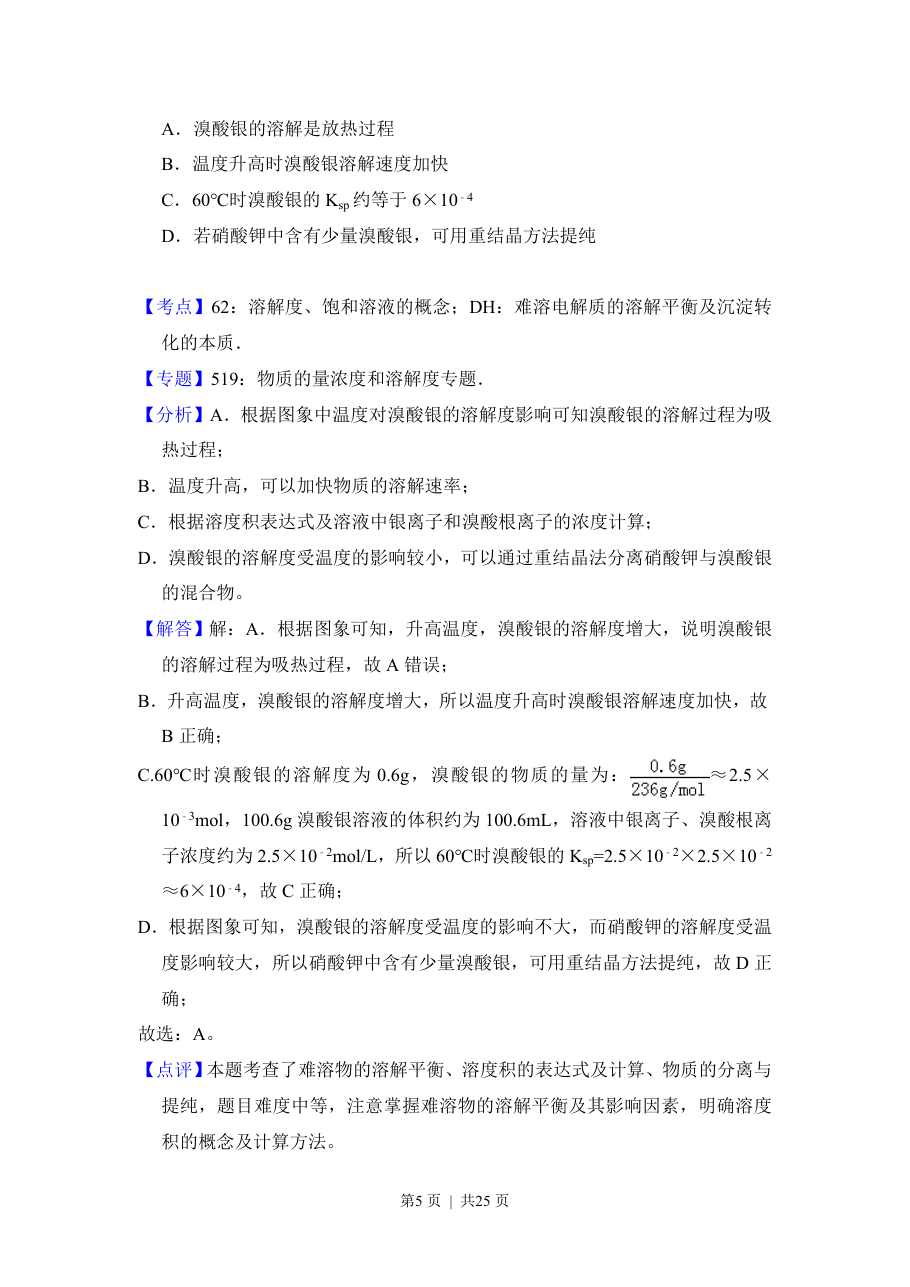 A．溴酸银的溶解是放热过程
B．温度升高时溴酸银溶解速度加快
C．60℃时溴酸银的 Ksp 约等于 6×10﹣4
D．若硝酸钾中含有少量溴酸银，可用重结晶方法提纯
【考点】62：溶解度、饱和溶液的概念；DH：难溶电解质的溶解平衡及沉淀转
化的本质．
【专题】519：物质的量浓度和溶解度专题．
【分析】A．根据图象中温度对溴酸银的溶解度影响可知溴酸银的溶解过程为吸
热过程；
B．温度升高，可以加快物质的溶解速率；
C．根据溶度积表达式及溶液中银离子和溴酸根离子的浓度计算；
D．溴酸银的溶解度受温度的影响较小，可以通过重结晶法分离硝酸钾与溴酸银
的混合物。
【解答】解：A．根据图象可知，升高温度，溴酸银的溶解度增大，说明溴酸银
的溶解过程为吸热过程，故 A 错误；
B．升高温度，溴酸银的溶解度增大，所以温度升高时溴酸银溶解速度加快，故
B 正确；
C.60℃时溴酸银的溶解度为 0.6g，溴酸银的物质的量为：0.6g/236g/mol≈2.5×
10﹣3mol，100.6g 溴酸银溶液的体积约为 100.6mL，溶液中银离子、溴酸根离
子浓度约为 2.5×10﹣2mol/L，所以 60℃时溴酸银的 Ksp=2.5×10﹣2×2.5×10﹣2
≈6×10﹣4，故 C 正确；
D．根据图象可知，溴酸银的溶解度受温度的影响不大，而硝酸钾的溶解度受温
度影响较大，所以硝酸钾中含有少量溴酸银，可用重结晶方法提纯，故 D 正
确；
故选：A。
【点评】本题考查了难溶物的溶解平衡、溶度积的表达式及计算、物质的分离与
提纯，题目难度中等，注意掌握难溶物的溶解平衡及其影响因素，明确溶度
积的概念及计算方法。
第5 页 | 共25 页